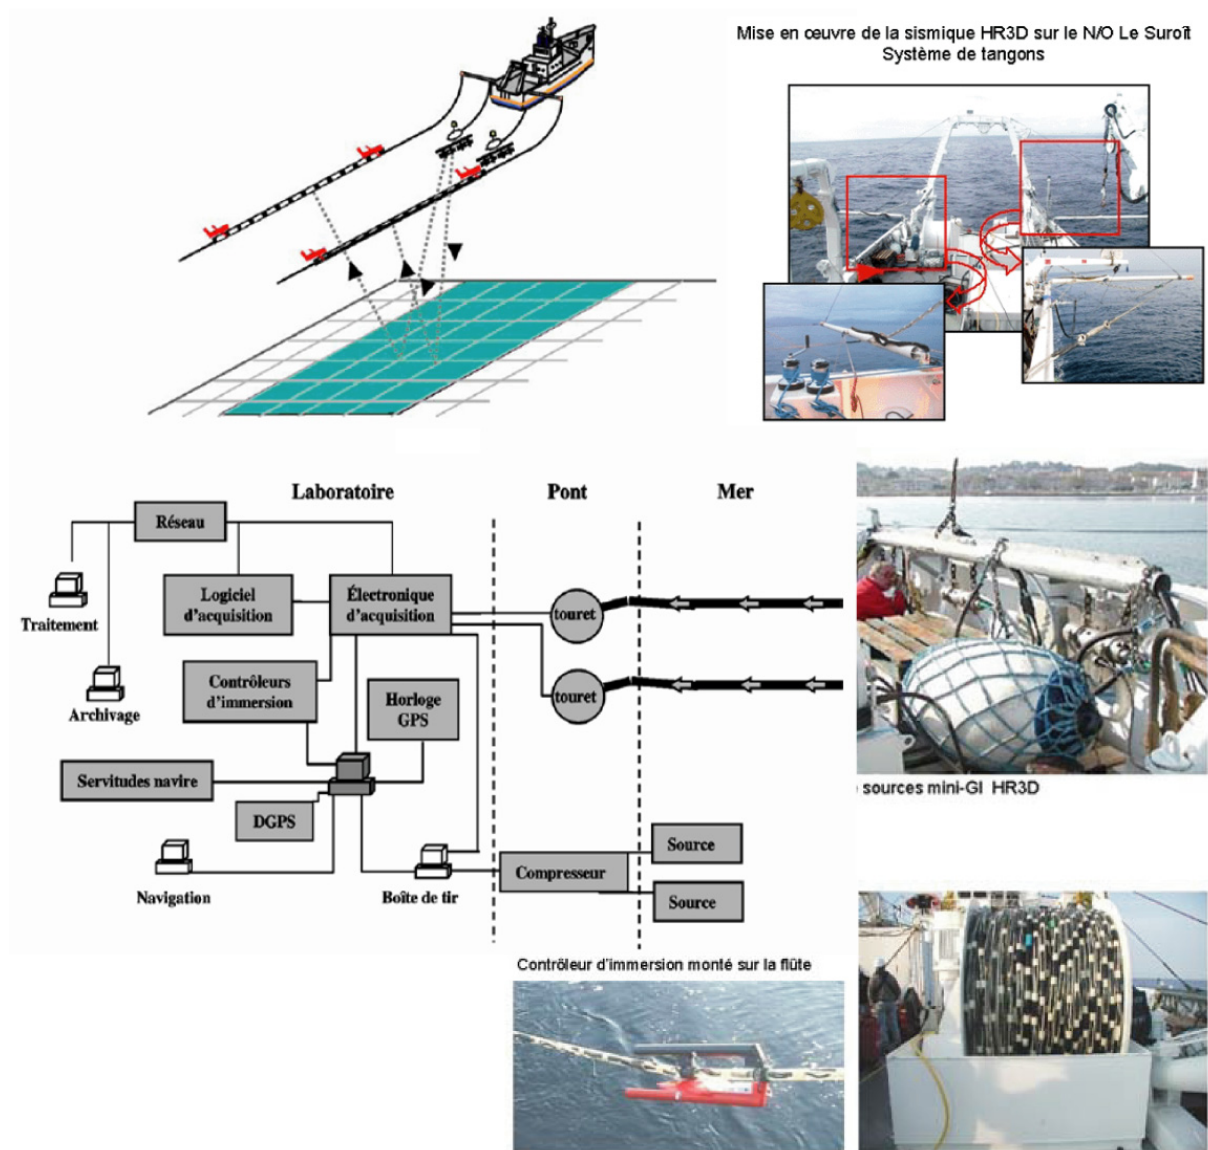 Mise en œuvre de la sismique HR3D sur le N/O Le Suroît
Système de tangons
Laboratoire
Pont
Mer
Réseau
Traitement
Archivage
Logiciel
d'acquisition
Électronique
d'acquisition
touret
touret
Contrôleurs
d'immersion
Horloge
GPS
Servitudes navire
DGPS
Navigation
Boîte de tir
Compresseur
Source
Source
sources mini-GI HR3D
Contrôleur d'immersion monté sur la flûte